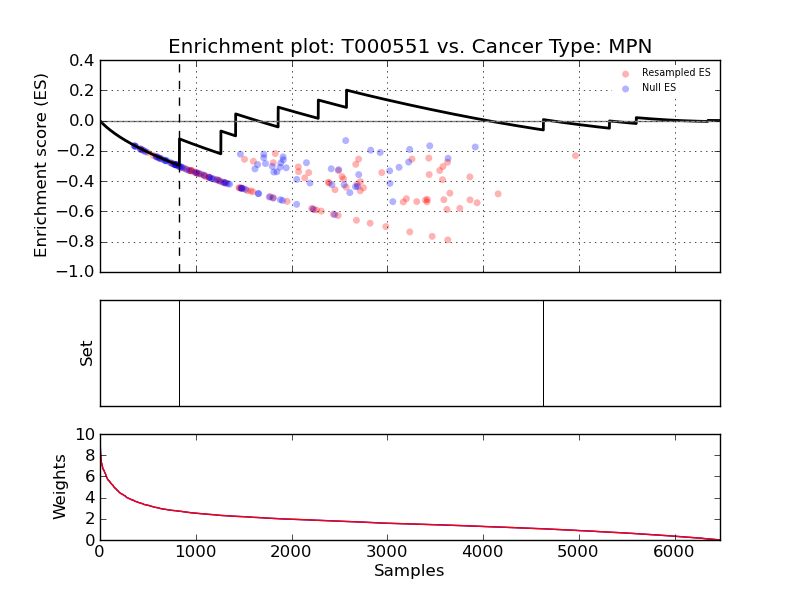 Enrichment plot: T000551 vs. Cancer Type: MPN
Enrichment score (ES)
0.4
0.2
0.0
−0.2
−0.4
−0.6
−0.8
−1.0
Resampled ES
Null ES
Set
Weights
10
8
6
4
2
0
0 1000 2000 3000 4000 5000 6000
Samples